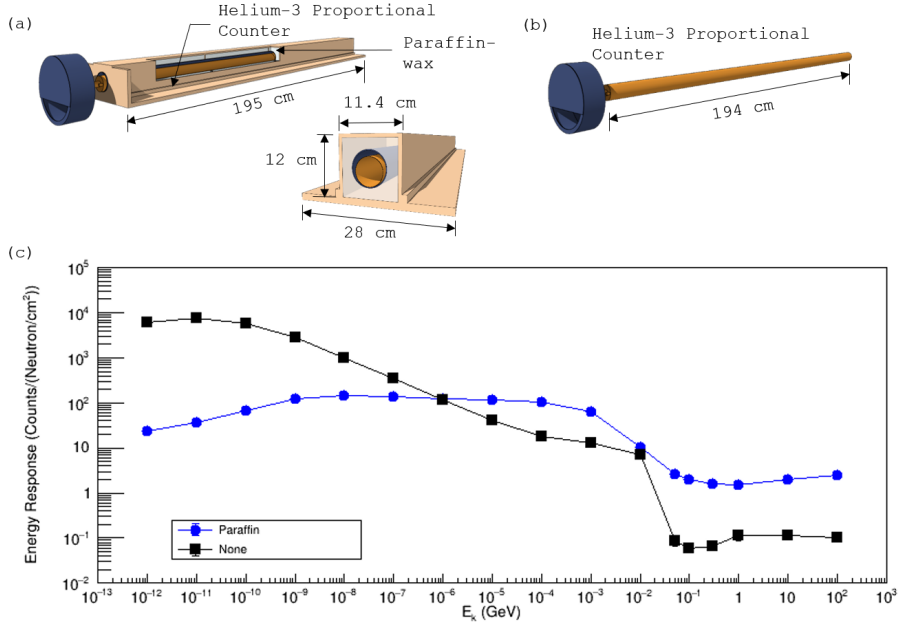 (a)
Helium-3 Proportional
Counter
Paraffin-
wax
195 cm
11.4 cm
12 cm
28 cm
(b)
Helium-3 Proportional
Counter
194 cm
(c)
Energy Response (Counts/(Neutron/cm²))
10⁵
10⁴
10³
10²
10
1
10⁻¹
10⁻²
Paraffin
None
10⁻¹³ 10⁻¹² 10⁻¹¹ 10⁻¹⁰ 10⁻⁹ 10⁻⁸ 10⁻⁷ 10⁻⁶ 10⁻⁵ 10⁻⁴ 10⁻³ 10⁻² 10⁻¹ 1 10 10² 10³
Eₖ (GeV)